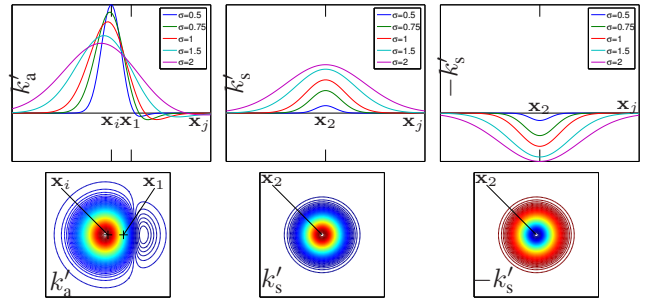 σ=0.5
σ=0.75
σ=1
σ=1.5
σ=2
k′ₐ
𝐱ᵢ 𝐱₁ 𝐱ⱼ
σ=0.5
σ=0.75
σ=1
σ=1.5
σ=2
k′ₛ
𝐱₂ 𝐱ⱼ
σ=0.5
σ=0.75
σ=1
σ=1.5
σ=2
−k′ₛ
𝐱₂ 𝐱ⱼ
𝐱ᵢ 𝐱₁
k′ₐ
𝐱₂
k′ₛ
𝐱₂
−k′ₛ